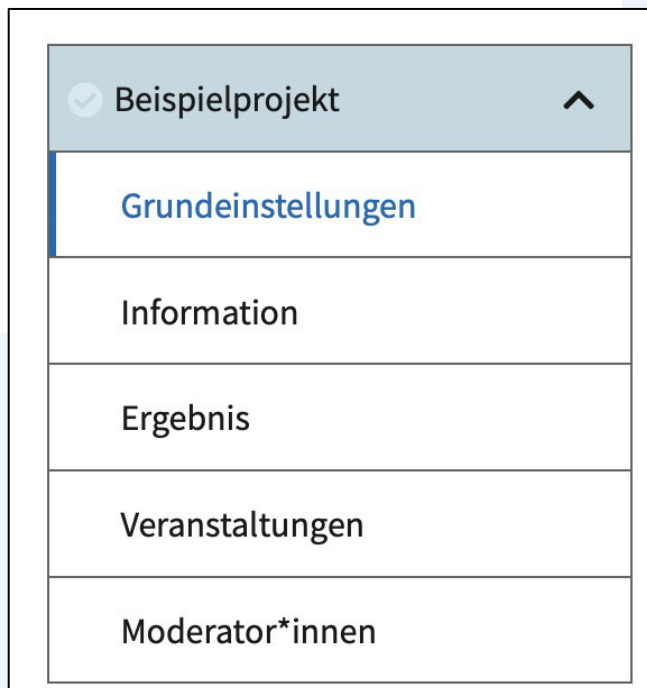 Beispielprojekt
Grundeinstellungen
Information
Ergebnis
Veranstaltungen
Moderator*innen